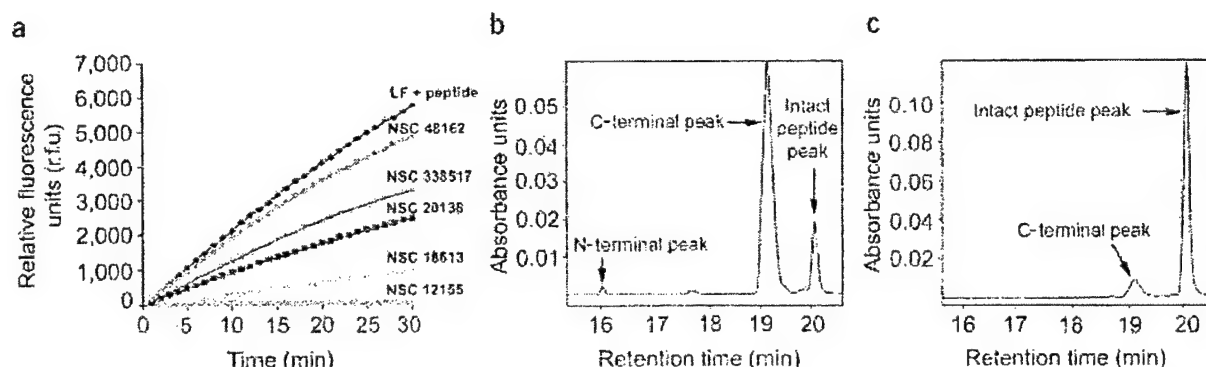 a
Relative fluorescence
units (r.f.u.)
7,000
6,000
5,000
4,000
3,000
2,000
1,000
0
0
5
10
15
20
25
30
Time (min)
LF + peptide
NSC 48162
NSC 338517
NSC 20138
NSC 18613
NSC 12155
b
Absorbance units
0.05
0.04
0.03
0.02
0.01
C-terminal peak
Intact
peptide
peak
N-terminal peak
16
17
18
19
20
Retention time (min)
c
Absorbance units
0.10
0.08
0.06
0.04
0.02
Intact peptide peak
C-terminal peak
16
17
18
19
20
Retention time (min)